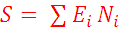 S = ∑ E_i N_i